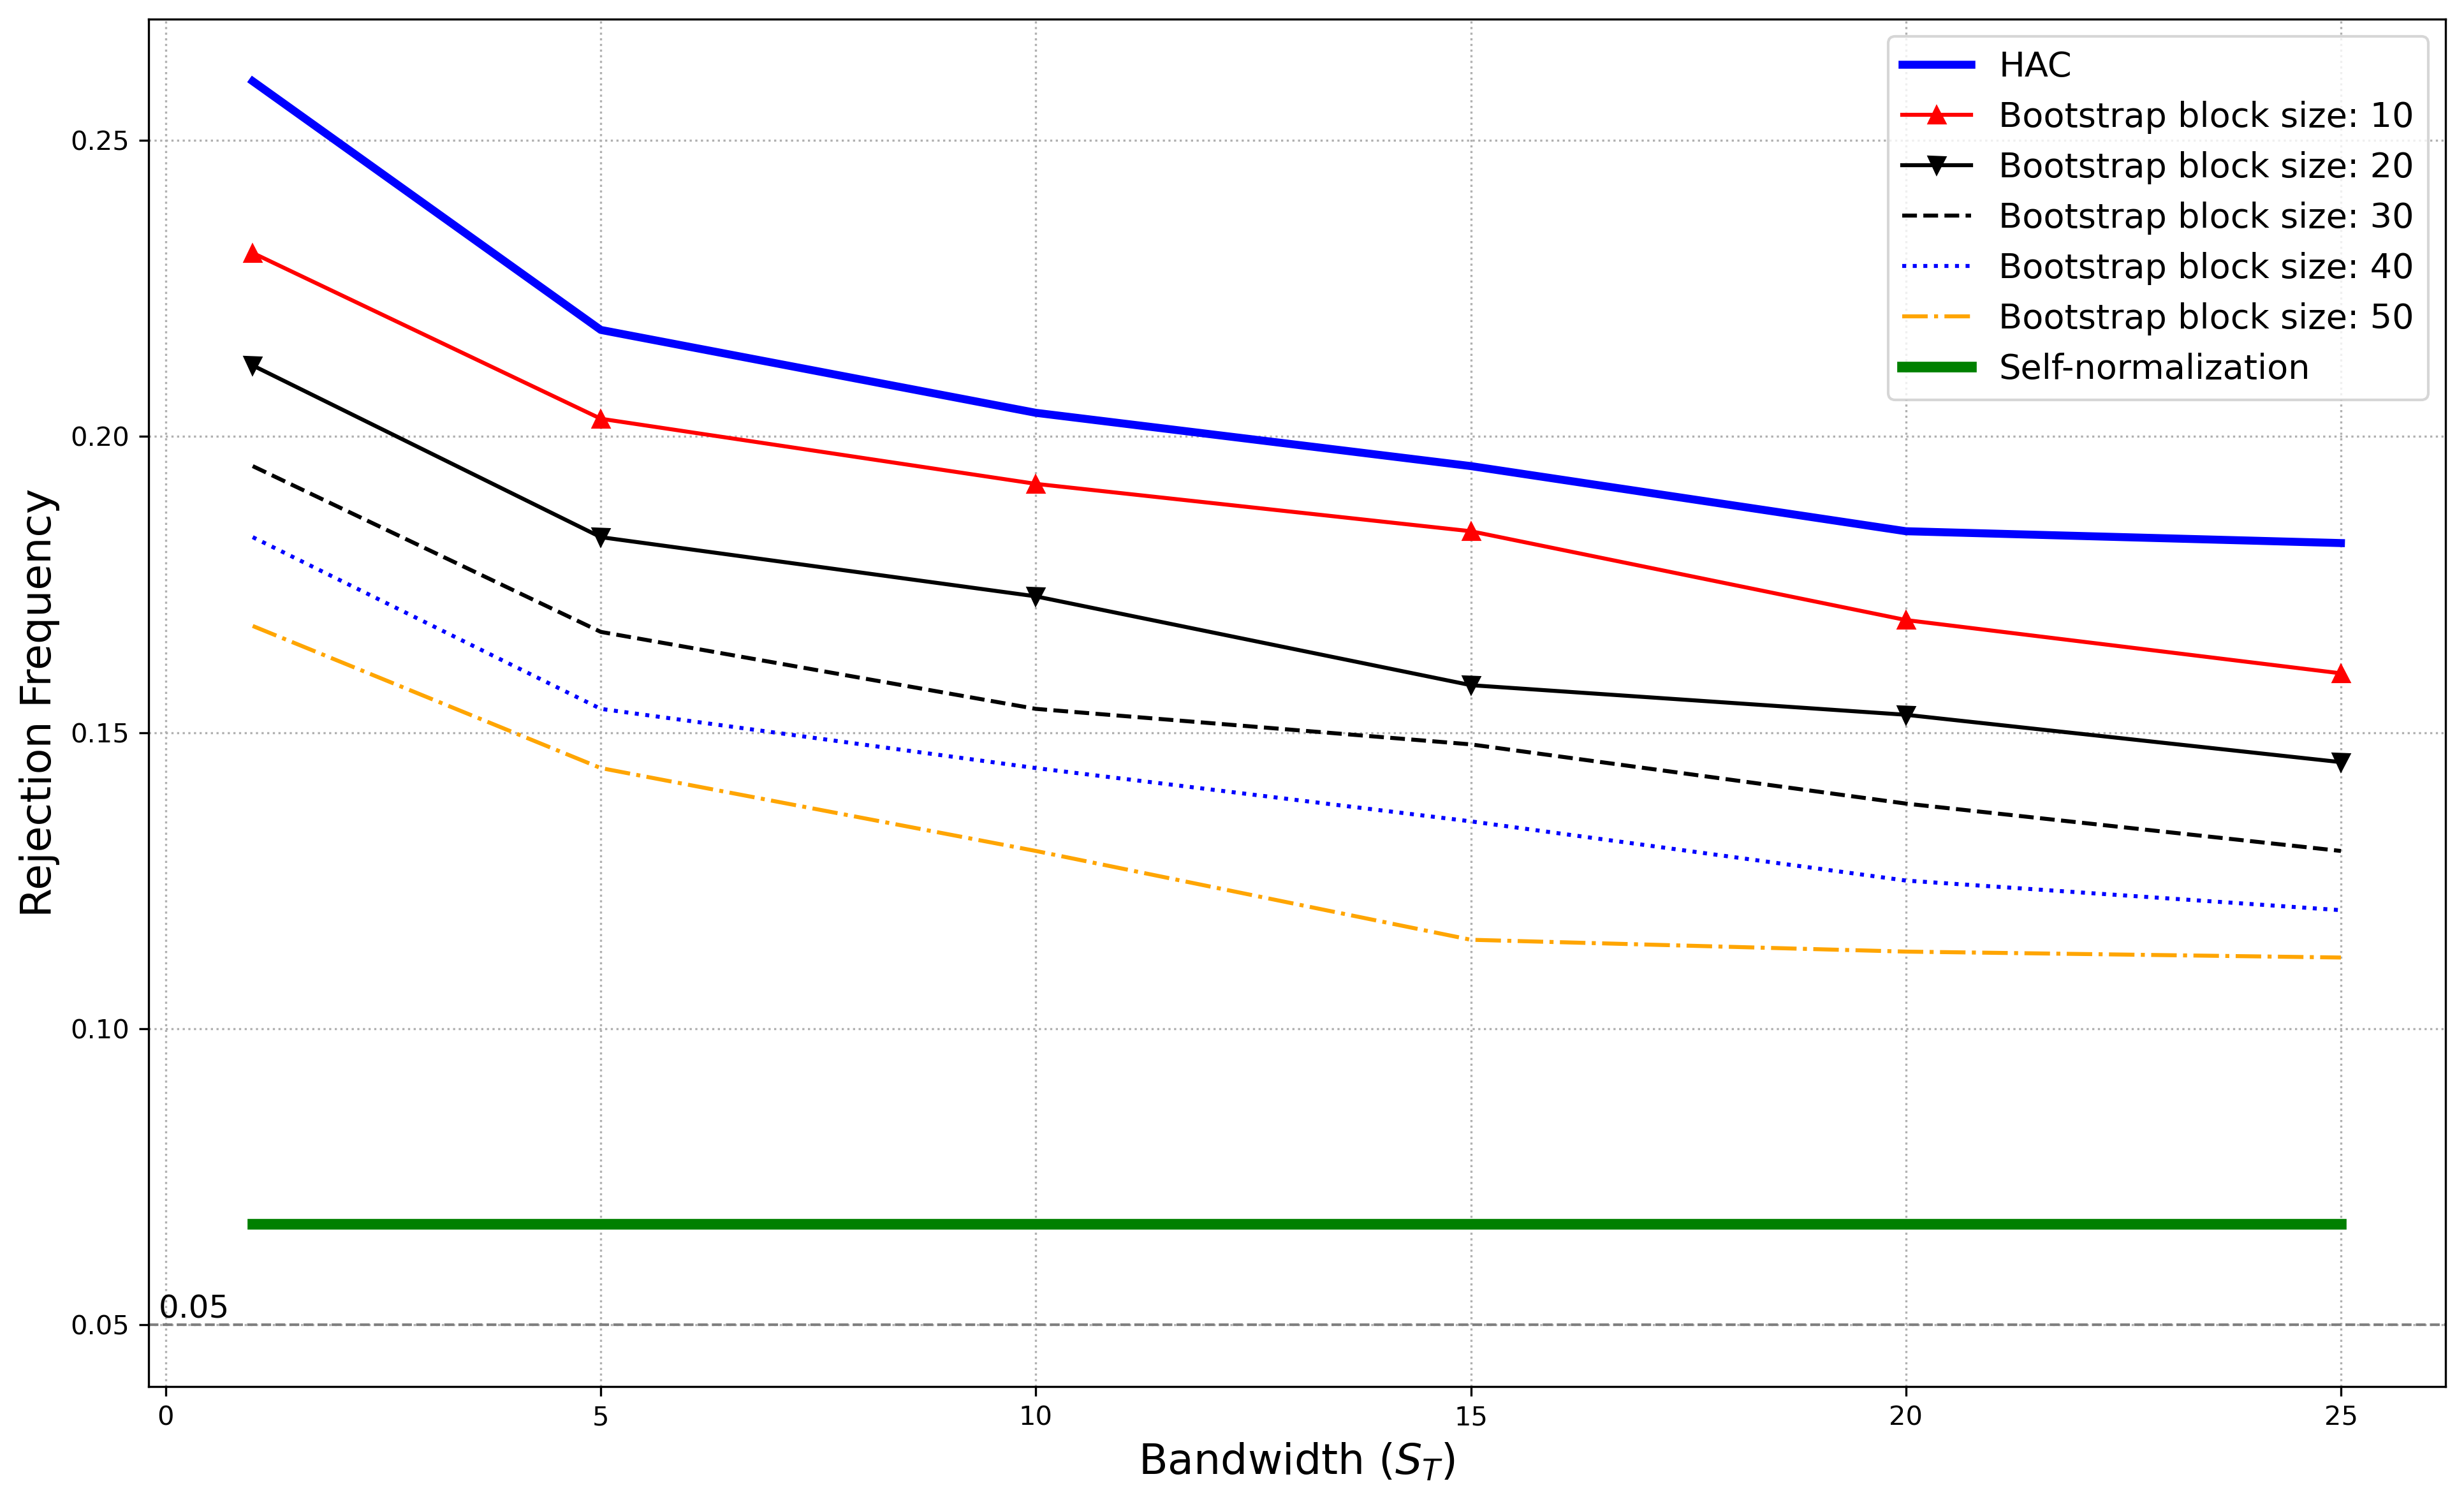 HAC
Bootstrap block size: 10
Bootstrap block size: 20
Bootstrap block size: 30
Bootstrap block size: 40
Bootstrap block size: 50
Self-normalization
Rejection Frequency
0.25
0.20
0.15
0.10
0.05
0.05
0 5 10 15 20 25
Bandwidth (S_T)